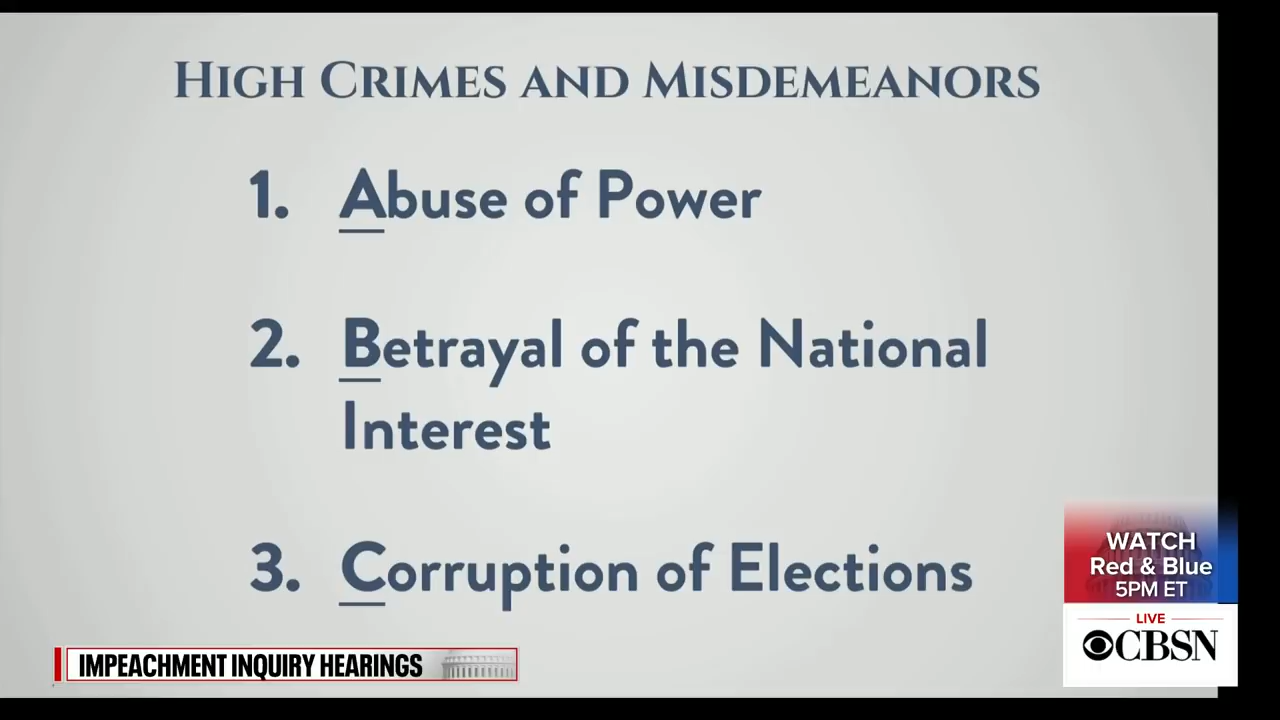 HIGH CRIMES AND MISDEMEANORS
1. Abuse of Power
2. Betrayal of the National
Interest
3. Corruption of Elections
WATCH
Red & Blue
5PM ET
LIVE
CBSN
IMPEACHMENT INQUIRY HEARINGS